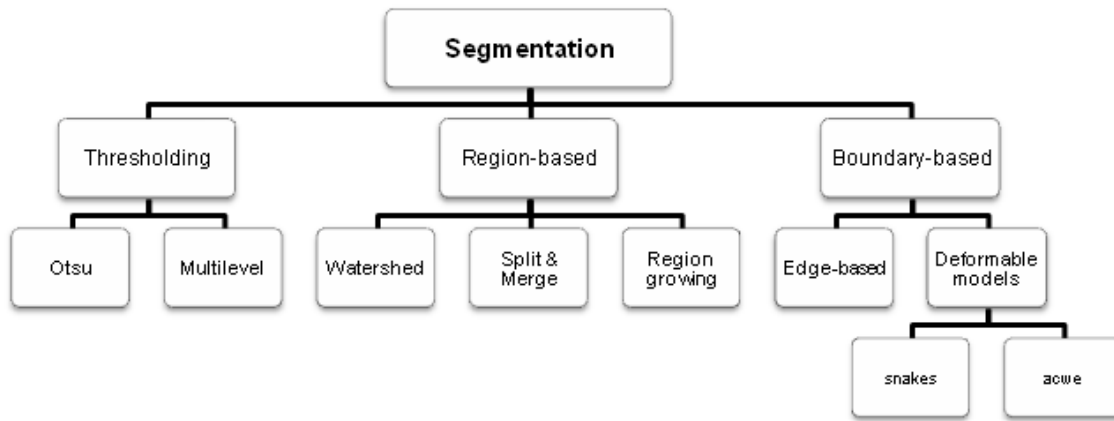 Segmentation
Thresholding
Region-based
Boundary-based
Otsu
Multilevel
Watershed
Split &
Merge
Region
growing
Edge-based
Deformable
models
snakes
acwe